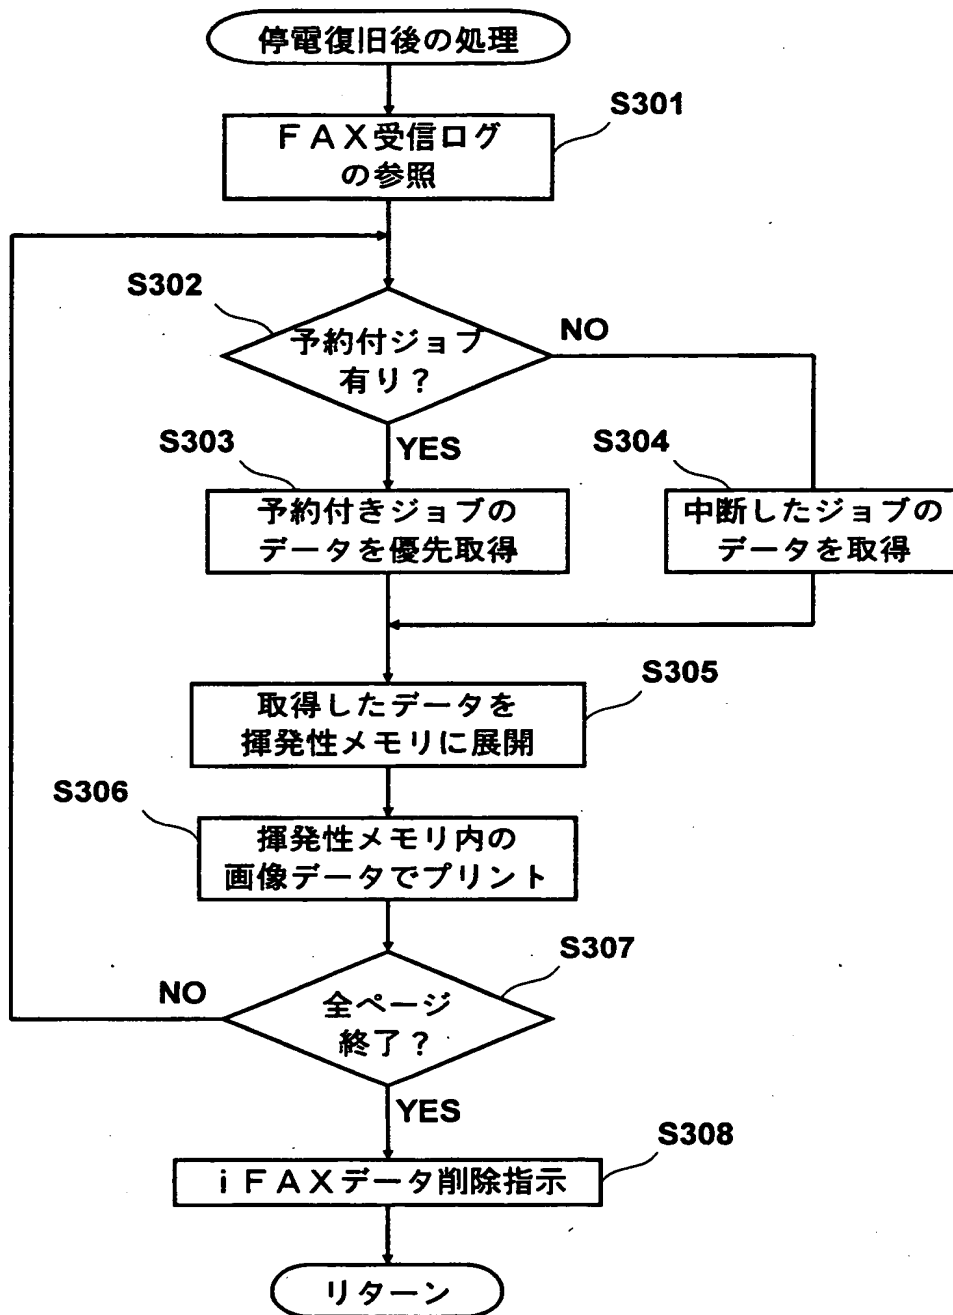 停電復旧後の処理
S301
ＦＡＸ受信ログ
の参照
S302
予約付ジョブ
有り？
NO
YES
S303
予約付きジョブの
データを優先取得
S304
中断したジョブの
データを取得
S305
取得したデータを
揮発性メモリに展開
S306
揮発性メモリ内の
画像データでプリント
S307
全ページ
終了？
NO
YES
S308
ｉＦＡＸデータ削除指示
リターン